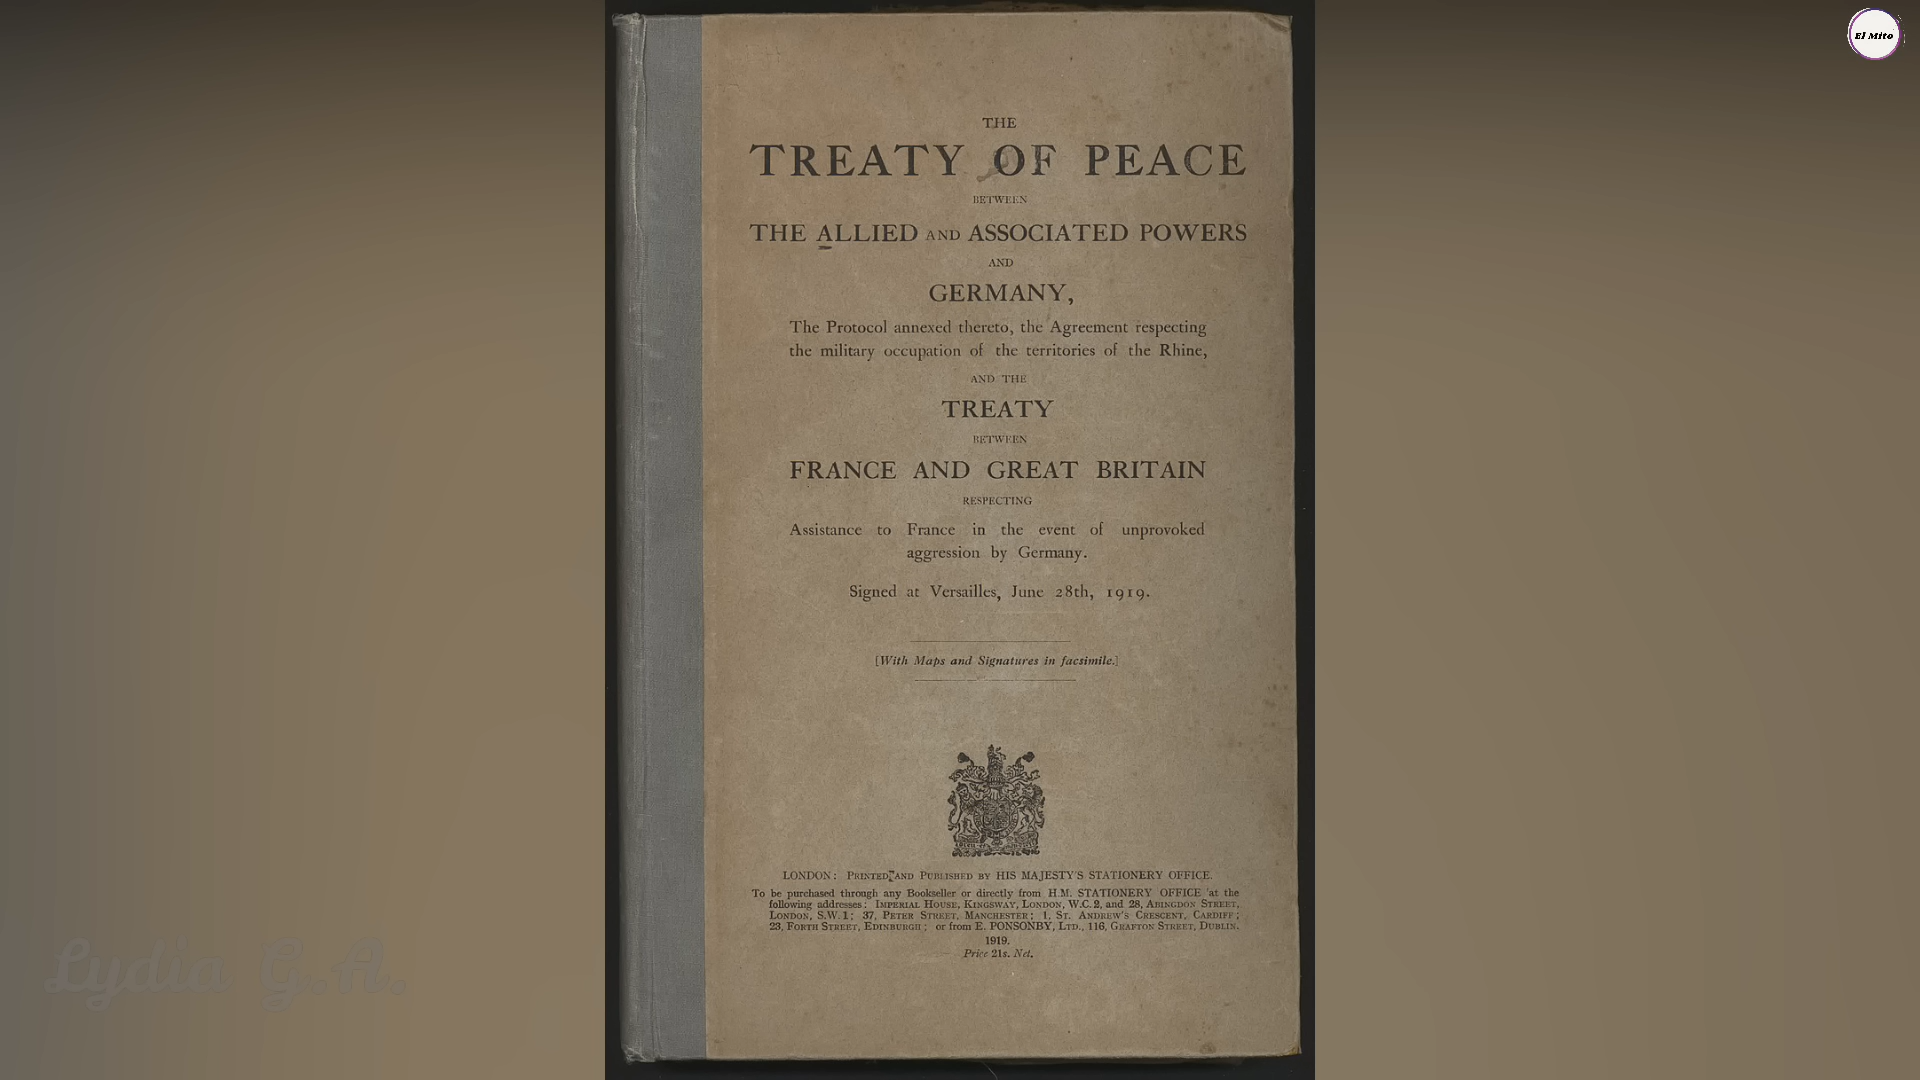 El Mito
THE
TREATY OF PEACE
BETWEEN
THE ALLIED AND ASSOCIATED POWERS
AND
GERMANY,
The Protocol annexed thereto, the Agreement respecting
the military occupation of the territories of the Rhine,
AND THE
TREATY
BETWEEN
FRANCE AND GREAT BRITAIN
RESPECTING
Assistance to France in the event of unprovoked
aggression by Germany.
Signed at Versailles, June 28th, 1919.
[With Maps and Signatures in facsimile.]
LONDON: PRINTED AND PUBLISHED BY HIS MAJESTY'S STATIONERY OFFICE.
To be purchased through any Bookseller or directly from H.M. STATIONERY OFFICE at the
following addresses: IMPERIAL HOUSE, KINGSWAY, LONDON, W.C. 2, and 28, ABINGDON STREET,
LONDON, S.W. 1; 37, PETER STREET, MANCHESTER; 1, ST. ANDREW'S CRESCENT, CARDIFF;
23, FORTH STREET, EDINBURGH; or from E. PONSONBY, LTD., 116, GRAFTON STREET, DUBLIN.
1919.
Price 21s. Net.
Lydia G.A.